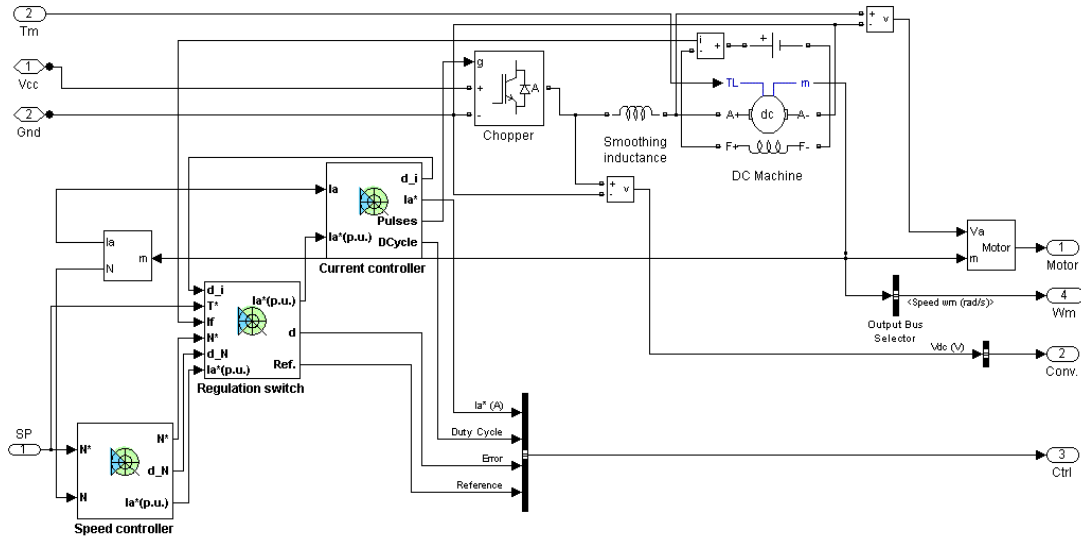 2
Tm
1
Vcc
2
Gnd
g
+
-
A
Chopper
Smoothing
inductance
i
-
+
+
TL
m
A+
dc
A-
F+
F-
DC Machine
+
-
v
+
-
v
Ia
Ia*(p.u.)
d_i
Ia*
Pulses
DCycle
Current controller
Ia
N
m
d_i
T*
If
N*
d_N
Ia*(p.u.)
Ia*(p.u.)
d
Ref.
Regulation switch
SP
1
N*
N
N*
d_N
Ia*(p.u.)
Speed controller
Ia* (A)
Duty Cycle
Error
Reference
Va
m
Motor
1
Motor
<Speed wm (rad/s)>
Output Bus
Selector
4
Wm
Vdc (V)
2
Conv.
3
Ctrl